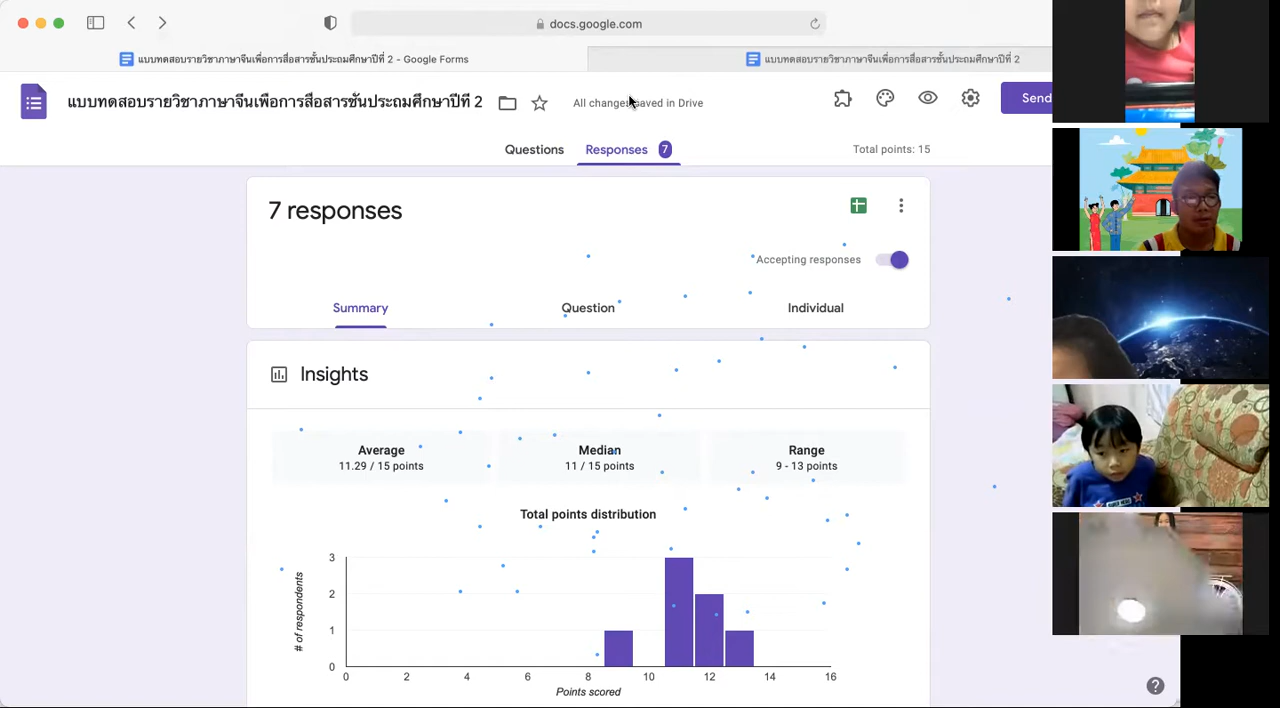 docs.google.com
แบบทดสอบรายวิชาภาษาจีนเพื่อการสื่อสารชั้นประถมศึกษาปีที่ 2 - Google Forms
แบบทดสอบรายวิชาภาษาจีนเพื่อการสื่อสารชั้นประถมศึกษาปีที่ 2
แบบทดสอบรายวิชาภาษาจีนเพื่อการสื่อสารชั้นประถมศึกษาปีที่ 2
All changes saved in Drive
Send
Questions
Responses 7
Total points: 15
7 responses
Accepting responses
Summary
Question
Individual
Insights
Average
11.29 / 15 points
Median
11 / 15 points
Range
9 - 13 points
Total points distribution
# of respondents
3
2
1
0
0 2 4 6 8 10 12 14 16
Points scored